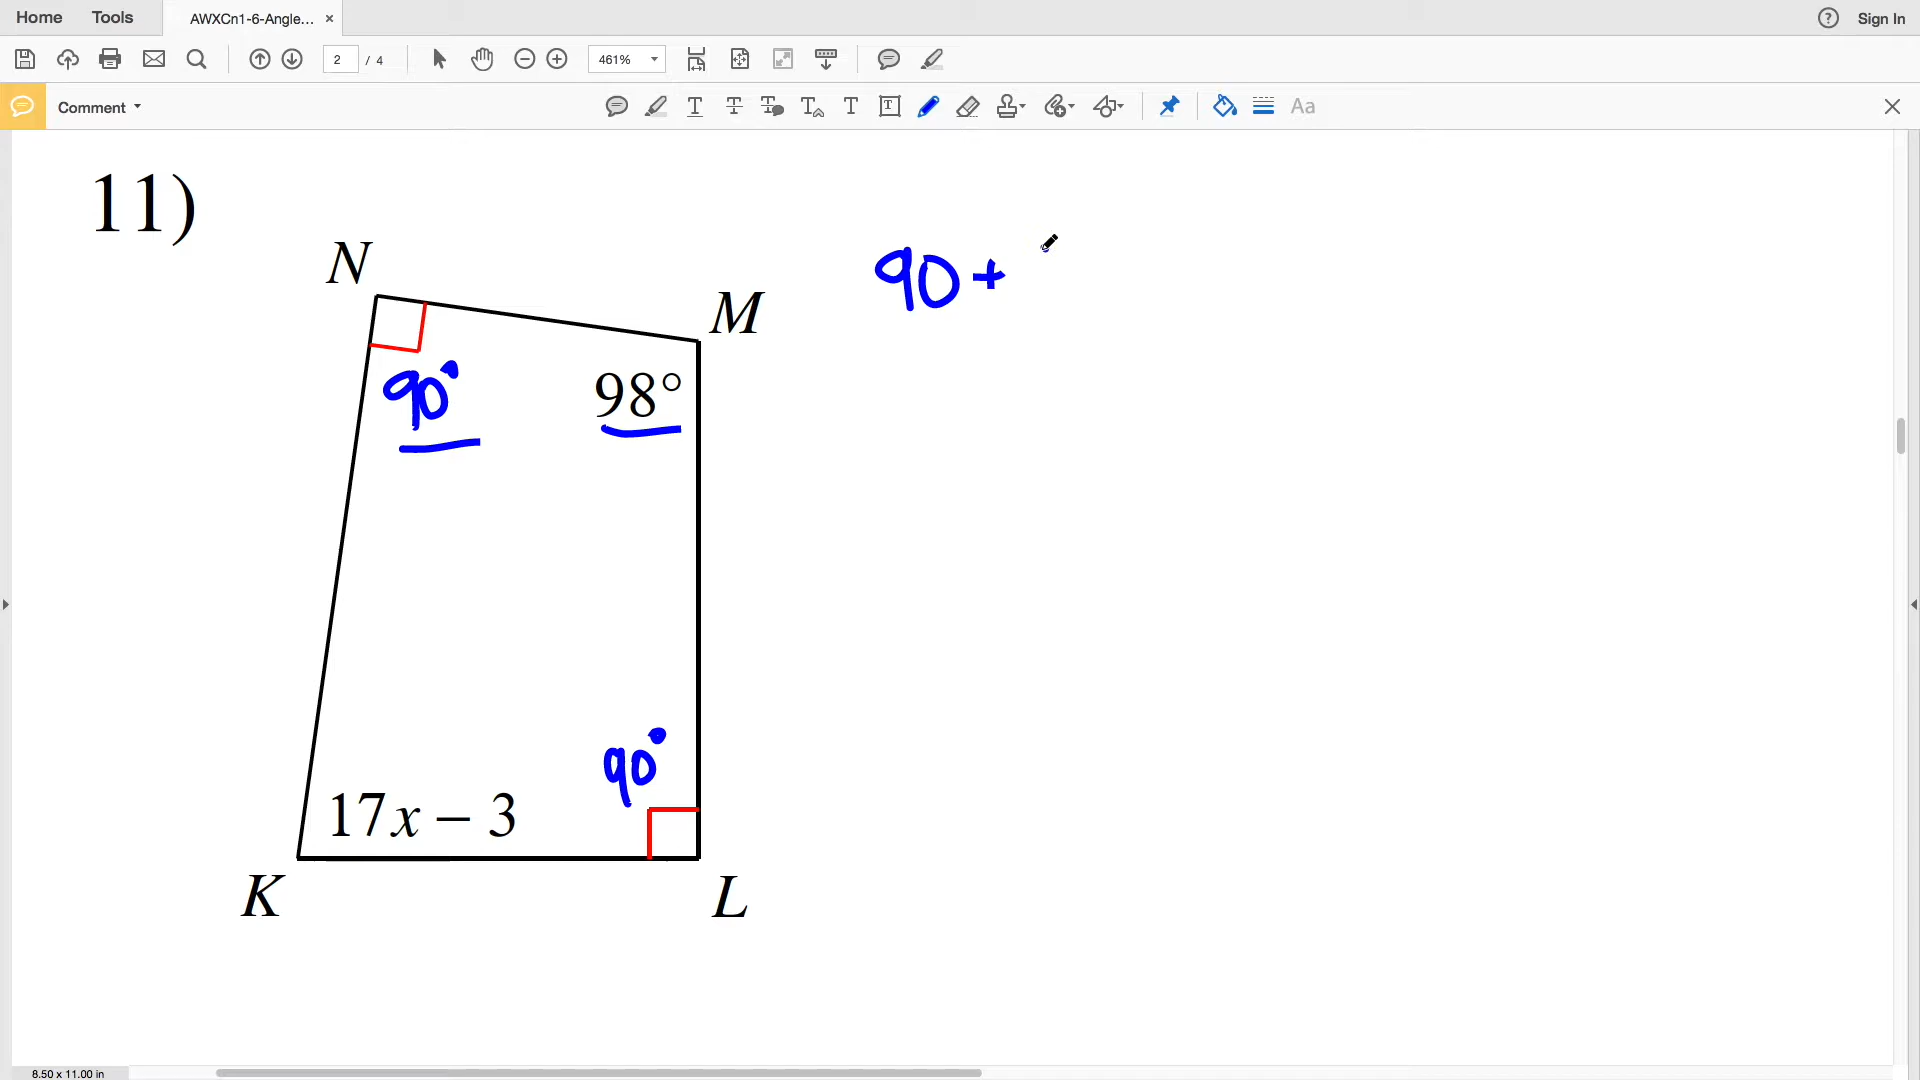 Home Tools AWXCn1-6-Angle... × ? Sign In
2 / 4 461%
Comment T T T T T T Aa
11)
N
M
90 +
90°
98°
90°
17x − 3
K
L
8.50 x 11.00 in